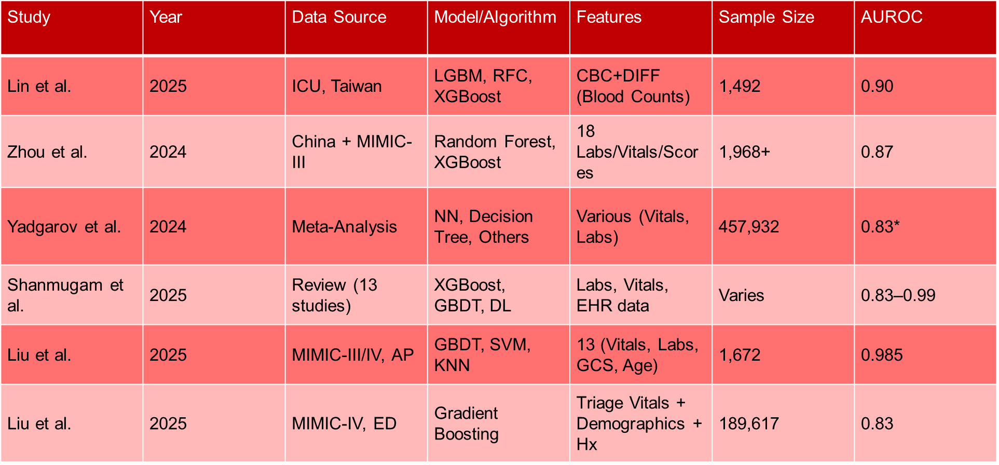 Study
Year
Data Source
Model/Algorithm
Features
Sample Size
AUROC
Lin et al.
2025
ICU, Taiwan
LGBM, RFC,
XGBoost
CBC+DIFF
(Blood Counts)
1,492
0.90
Zhou et al.
2024
China + MIMIC-
III
Random Forest,
XGBoost
18
Labs/Vitals/Scor
es
1,968+
0.87
Yadgarov et al.
2024
Meta-Analysis
NN, Decision
Tree, Others
Various (Vitals,
Labs)
457,932
0.83*
Shanmugam et
al.
2025
Review (13
studies)
XGBoost,
GBDT, DL
Labs, Vitals,
EHR data
Varies
0.83–0.99
Liu et al.
2025
MIMIC-III/IV, AP
GBDT, SVM,
KNN
13 (Vitals, Labs,
GCS, Age)
1,672
0.985
Liu et al.
2025
MIMIC-IV, ED
Gradient
Boosting
Triage Vitals +
Demographics +
Hx
189,617
0.83